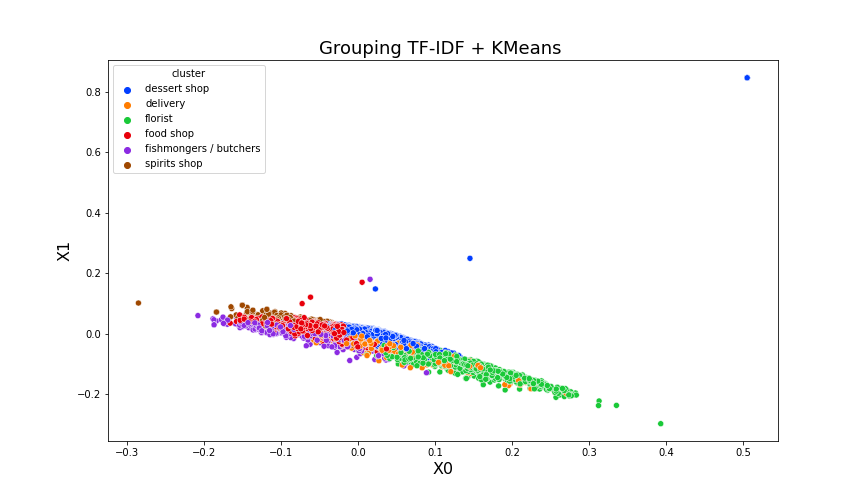 Grouping TF-IDF + KMeans
cluster
dessert shop
delivery
florist
food shop
fishmongers / butchers
spirits shop
X1
0.8
0.6
0.4
0.2
0.0
−0.2
−0.3
−0.2
−0.1
0.0
0.1
0.2
0.3
0.4
0.5
X0